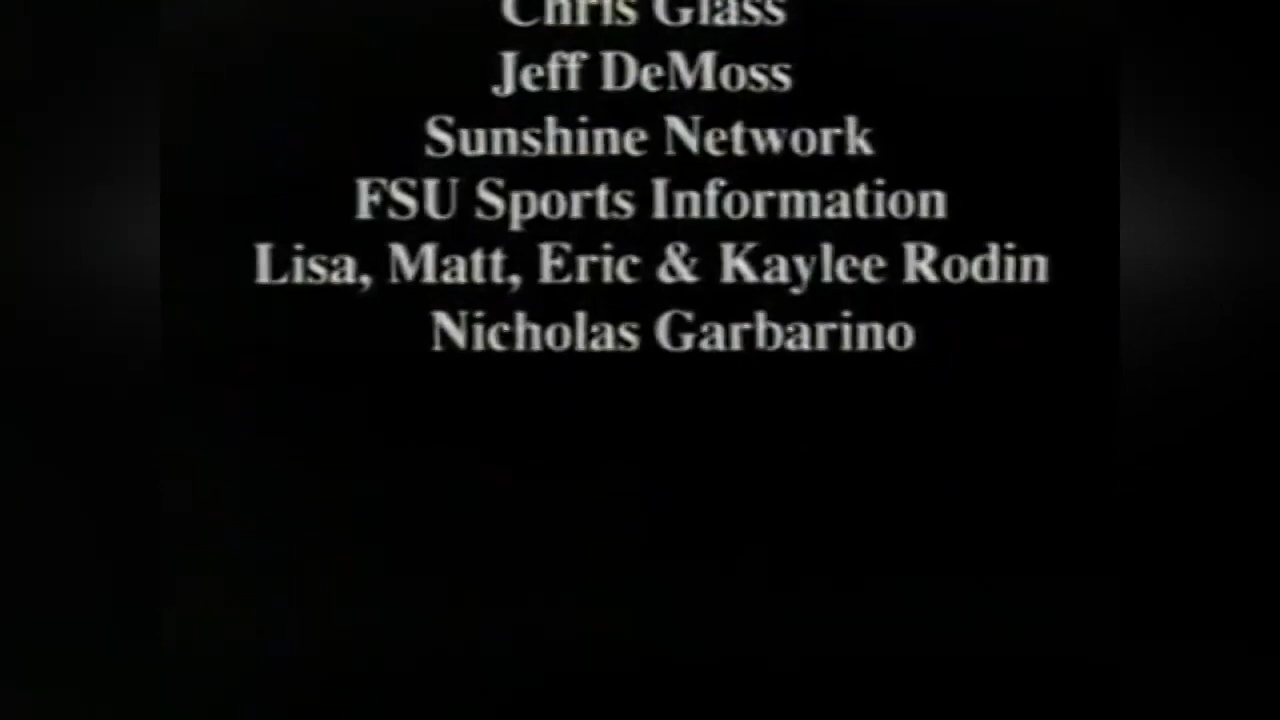 Chris Glass
Jeff DeMoss
Sunshine Network
FSU Sports Information
Lisa, Matt, Eric & Kaylee Rodin
Nicholas Garbarino